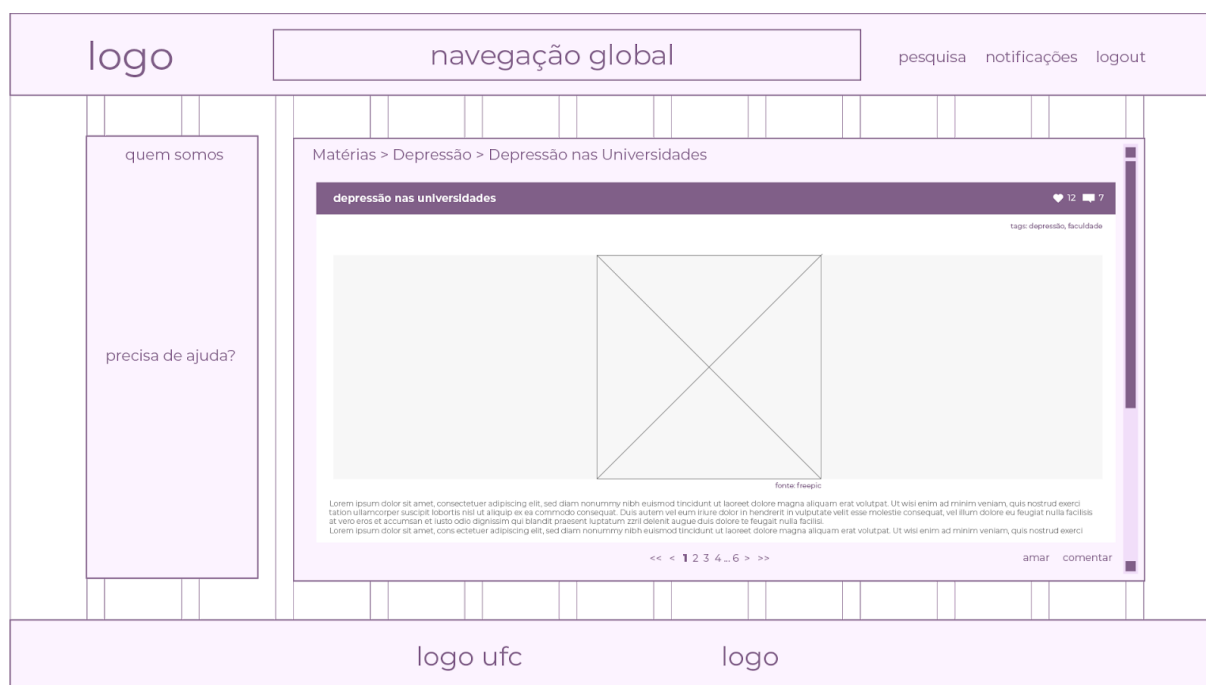 logo
navegação global
pesquisa notificações logout
quem somos
precisa de ajuda?
Matérias > Depressão > Depressão nas Universidades
depressão nas universidades
12 7
tags: depressão, faculdade
fonte: freepic
Lorem ipsum dolor sit amet, consectetuer adipiscing elit, sed diam nonummy nibh euismod tincidunt ut laoreet dolore magna aliquam erat volutpat. Ut wisi enim ad minim veniam, quis nostrud exerci
tation ullamcorper suscipit lobortis nisl ut aliquip ex ea commodo consequat. Duis autem vel eum iriure dolor in hendrerit in vulputate velit esse molestie consequat, vel illum dolore eu feugiat nulla facilisis
at vero eros et accumsan et iusto odio dignissim qui blandit praesent luptatum zzril delenit augue duis dolore te feugait nulla facilisi.
Lorem ipsum dolor sit amet, cons ectetuer adipiscing elit, sed diam nonummy nibh euismod tincidunt ut laoreet dolore magna aliquam erat volutpat. Ut wisi enim ad minim veniam, quis nostrud exerci
<< < 1 2 3 4 ... 6 > >>
amar comentar
logo ufc
logo